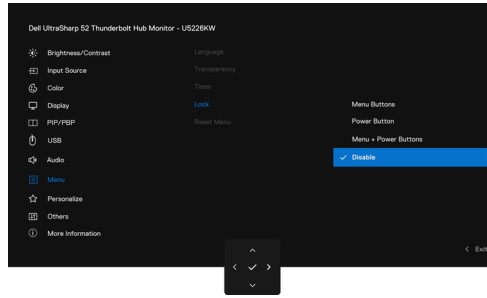 Dell UltraSharp 52 Thunderbolt Hub Monitor - U5226KW
Brightness/Contrast
Input Source
Color
Display
PIP/PBP
USB
Audio
Menu
Personalize
Others
More Information
Language
Transparency
Timer
Lock
Reset Menu
Menu Buttons
Power Button
Menu + Power Buttons
Disable
Exit